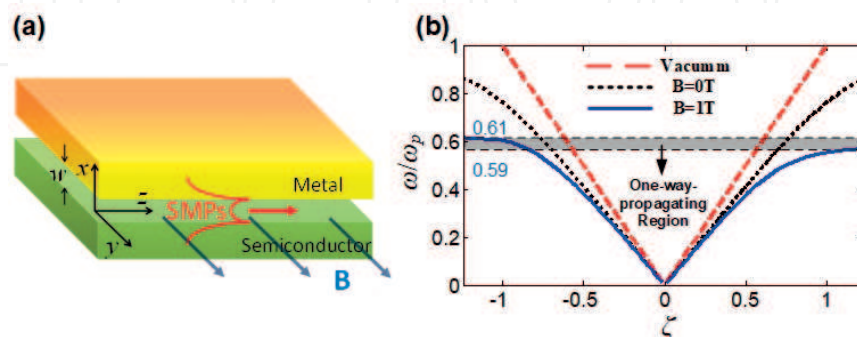 (a)
x
w
z
y
Metal
SMPs
Semiconductor
B
(b)
Vacumm
B=0T
B=1T
0.61
0.59
One-way-
propagating
Region
ω/ωp
1
0.8
0.6
0.4
0.2
0
-1
-0.5
0
0.5
1
ζ